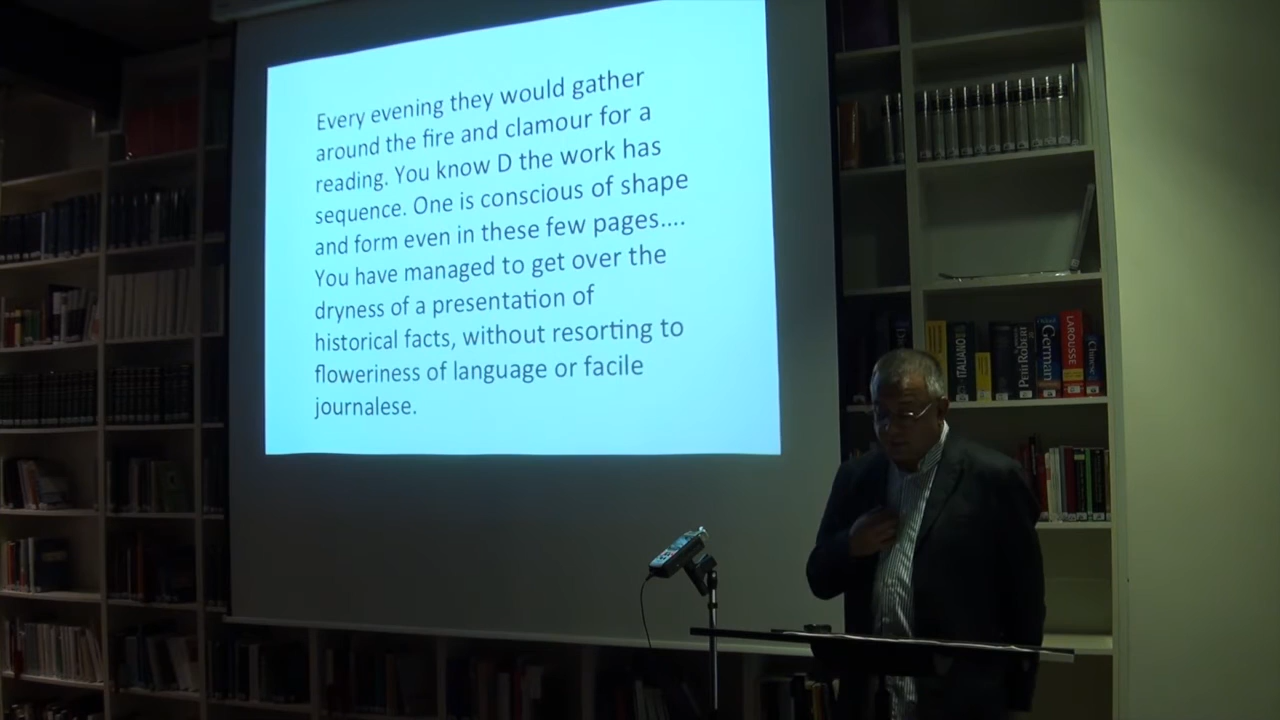 Every evening they would gather
around the fire and clamour for a
reading. You know D the work has
sequence. One is conscious of shape
and form even in these few pages....
You have managed to get over the
dryness of a presentation of
historical facts, without resorting to
floweriness of language or facile
journalese.
ITALIANO
Petit Robert
German
LAROUSSE
Chinese